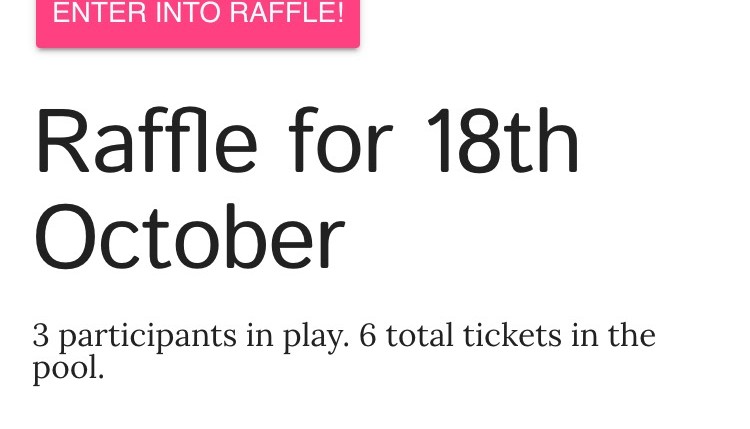 ENTER INTO RAFFLE!
Raffle for 18th
October
3 participants in play. 6 total tickets in the
pool.